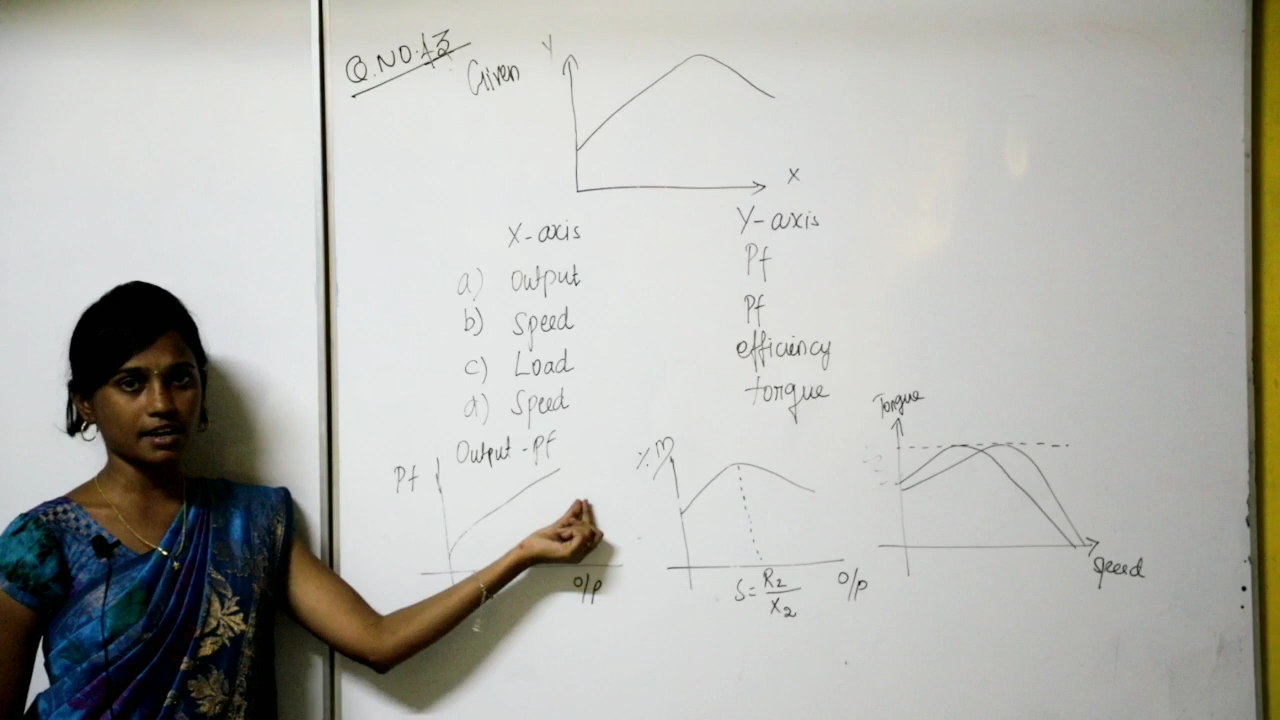 Q.NO.13
Given
Y
X
X-axis Y-axis
a) Output Pf
b) Speed Pf
c) Load efficiency
d) Speed torque
Output - Pf
Pf
O/P
% η
S = R2/X2
O/P
Torque
Speed